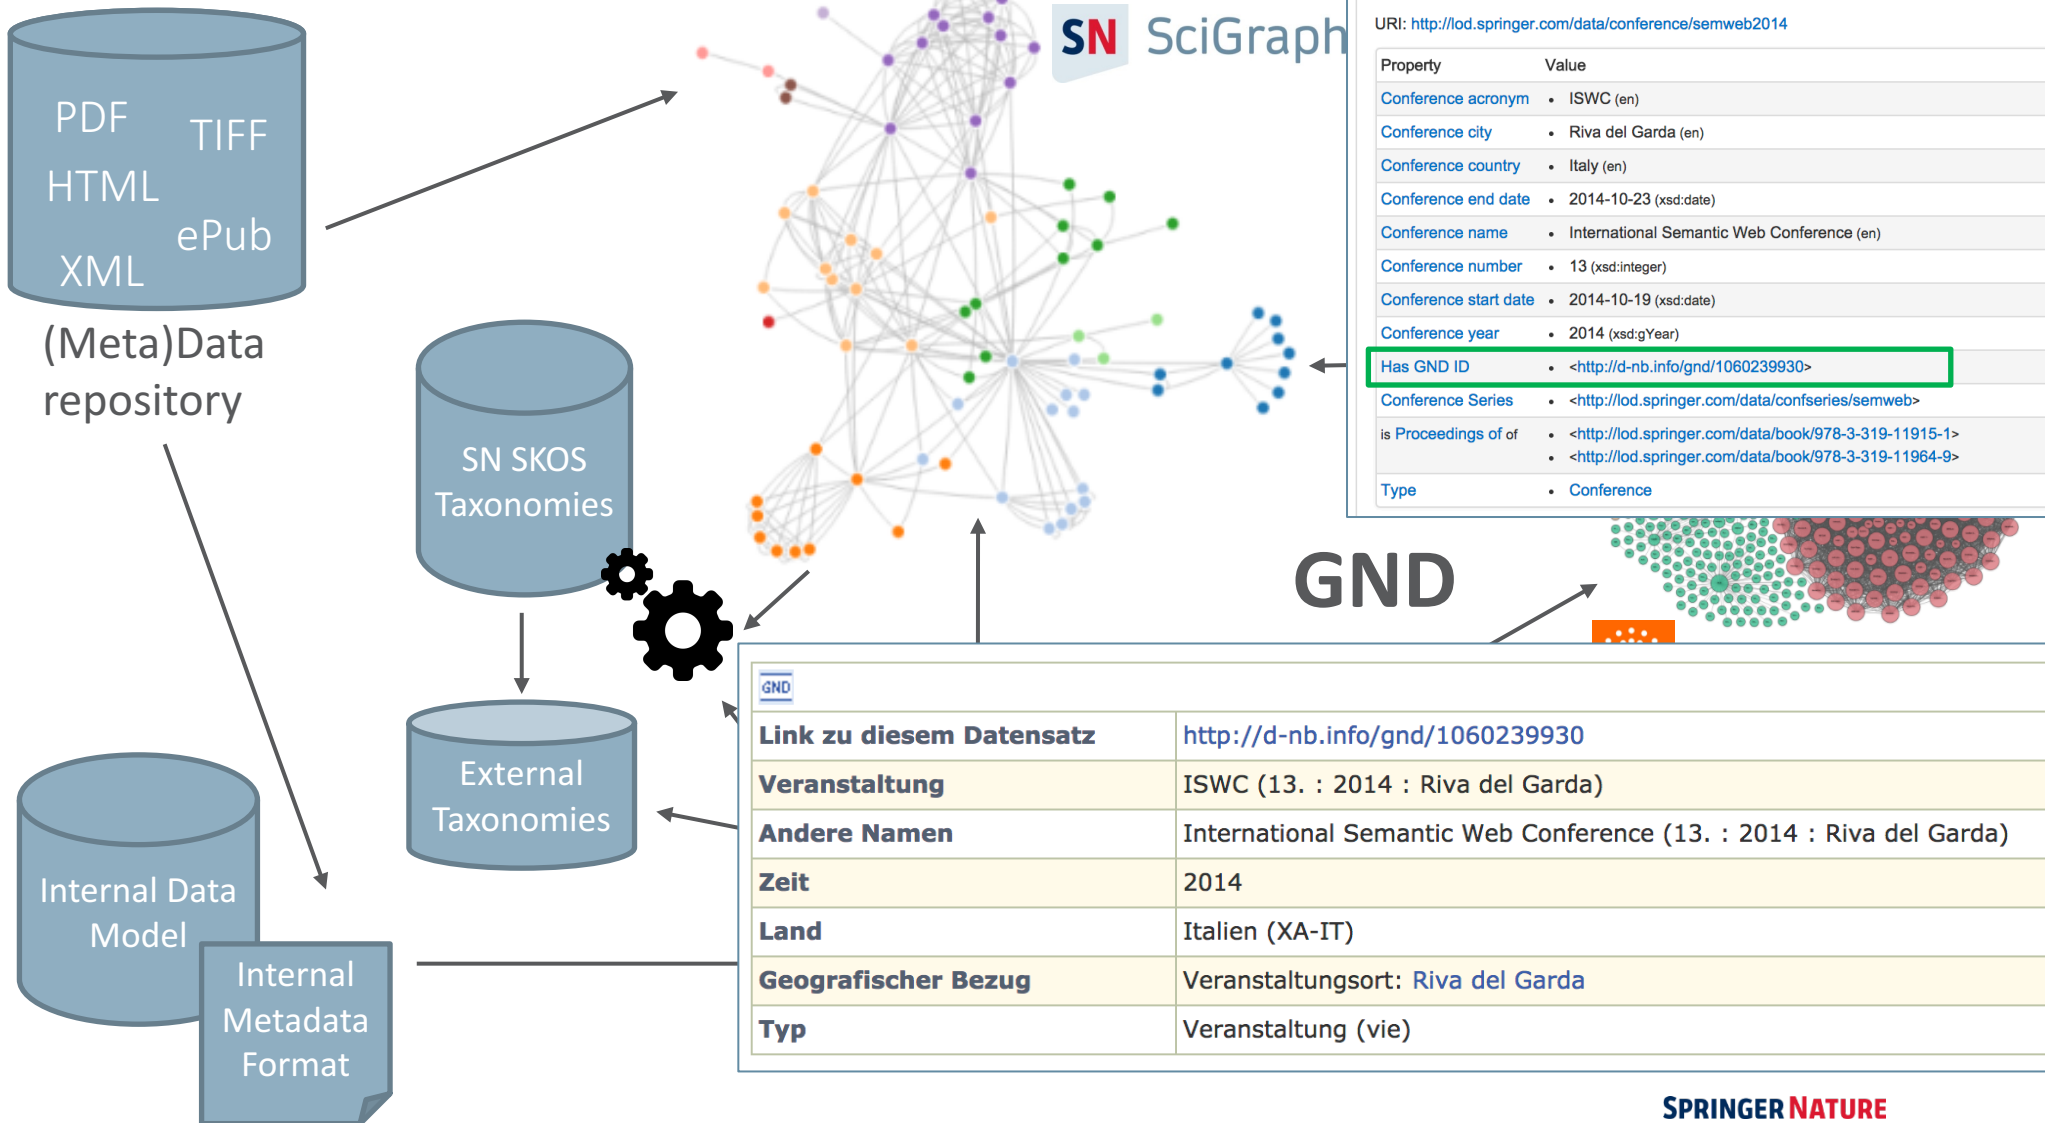 PDF
TIFF
HTML
ePub
XML
(Meta)Data
repository
SN SKOS
Taxonomies
External
Taxonomies
Internal Data
Model
Internal
Metadata
Format
SN SciGraph
URI: http://lod.springer.com/data/conference/semweb2014
Property Value
Conference acronym • ISWC (en)
Conference city • Riva del Garda (en)
Conference country • Italy (en)
Conference end date • 2014-10-23 (xsd:date)
Conference name • International Semantic Web Conference (en)
Conference number • 13 (xsd:integer)
Conference start date • 2014-10-19 (xsd:date)
Conference year • 2014 (xsd:gYear)
Has GND ID • <http://d-nb.info/gnd/1060239930>
Conference Series • <http://lod.springer.com/data/confseries/semweb>
is Proceedings of of • <http://lod.springer.com/data/book/978-3-319-11915-1>
• <http://lod.springer.com/data/book/978-3-319-11964-9>
Type • Conference
GND
GND
Link zu diesem Datensatz http://d-nb.info/gnd/1060239930
Veranstaltung ISWC (13. : 2014 : Riva del Garda)
Andere Namen International Semantic Web Conference (13. : 2014 : Riva del Garda)
Zeit 2014
Land Italien (XA-IT)
Geografischer Bezug Veranstaltungsort: Riva del Garda
Typ Veranstaltung (vie)
SPRINGER NATURE